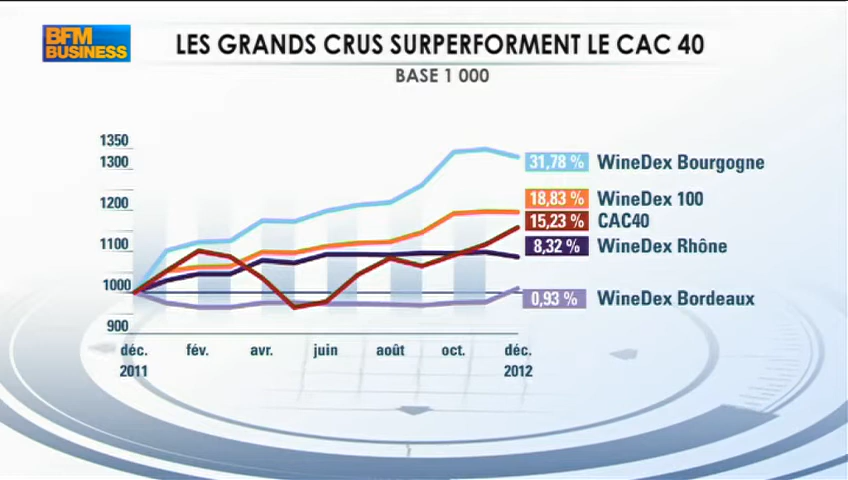 BFM
BUSINESS
LES GRANDS CRUS SURPERFORMENT LE CAC 40
BASE 1 000
1350
1300
1200
1100
1000
900
31,78 % WineDex Bourgogne
18,83 % WineDex 100
15,23 % CAC40
8,32 % WineDex Rhône
0,93 % WineDex Bordeaux
déc. fév. avr. juin août oct. déc.
2011 2012